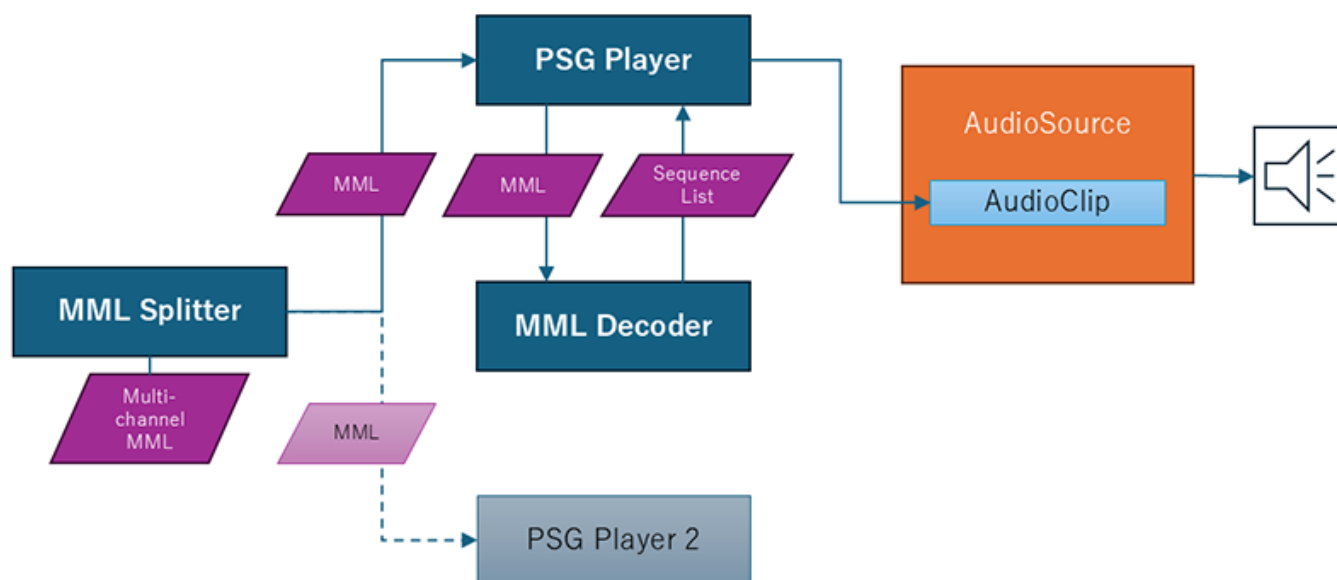 PSG Player
AudioSource
MML
MML
Sequence
List
AudioClip
MML Splitter
MML Decoder
Multi-
channel
MML
MML
PSG Player 2